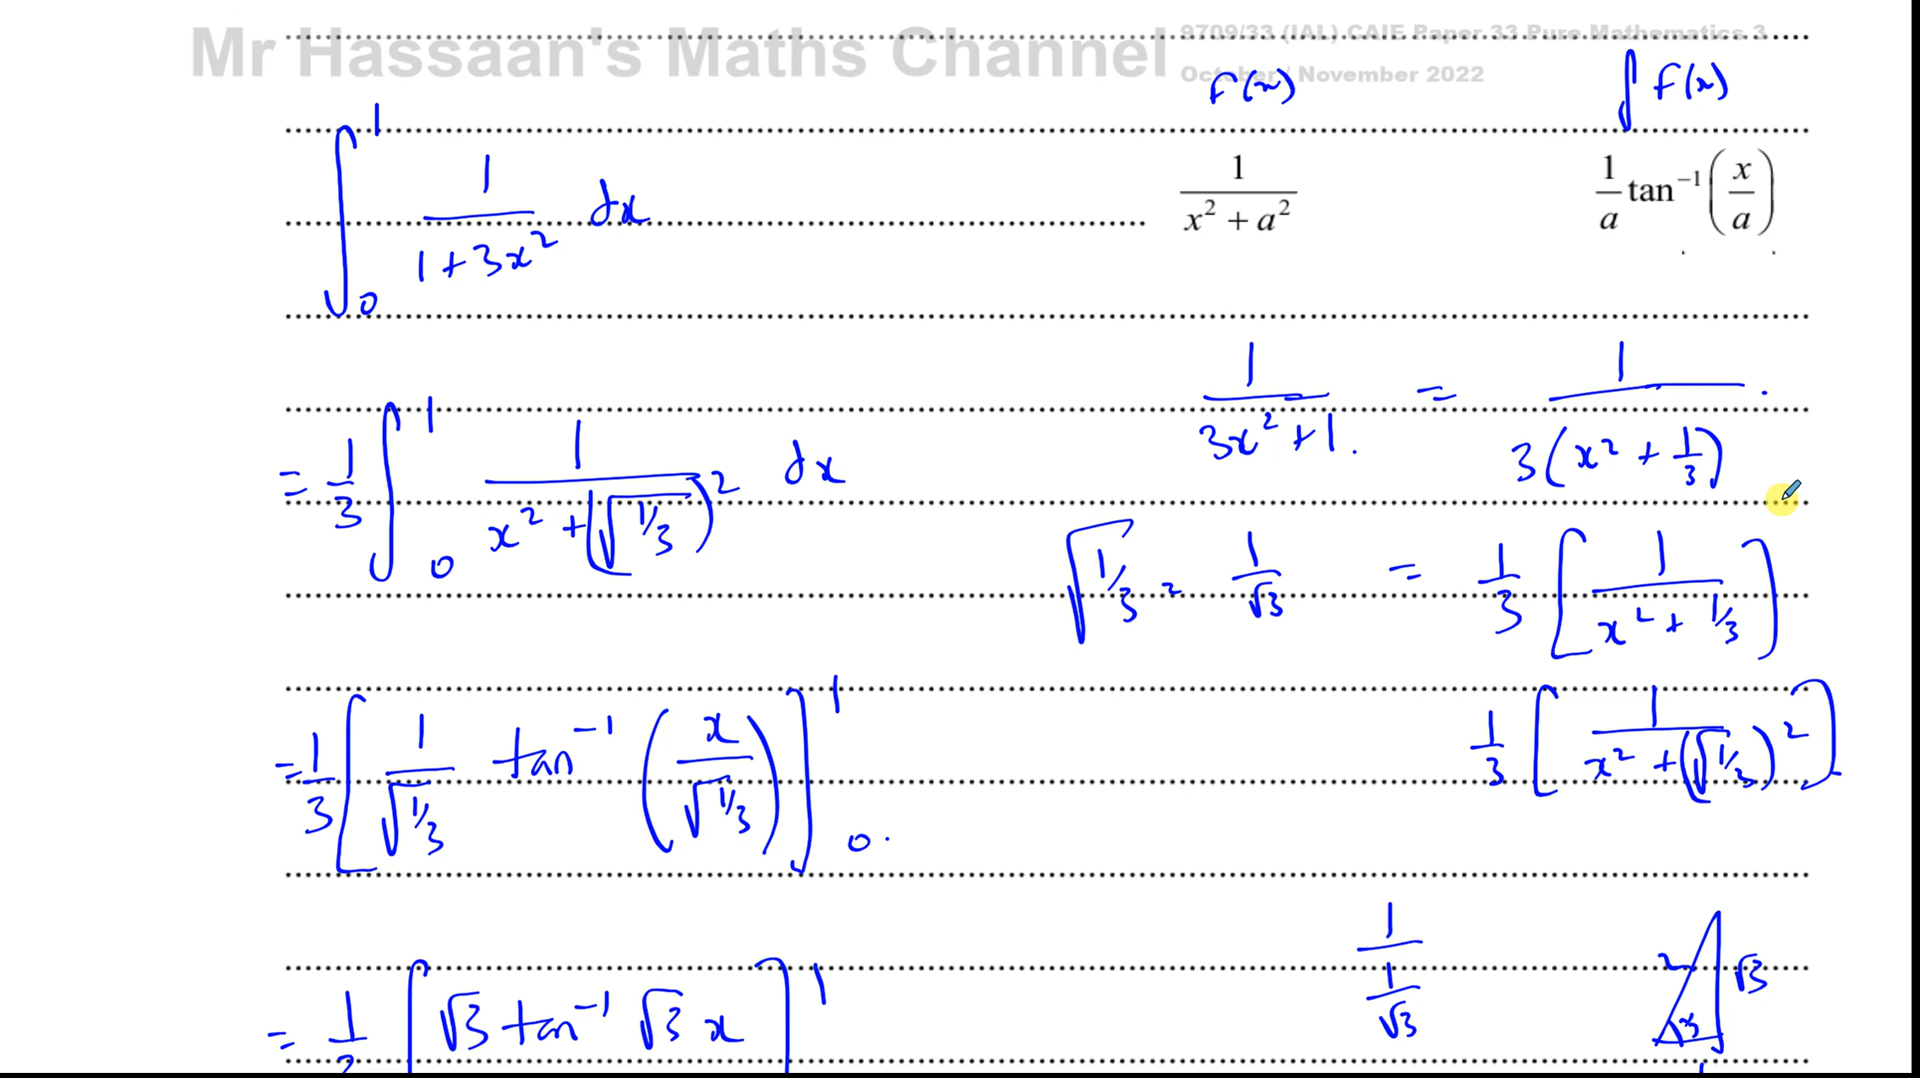 Mr Hassaan's Maths Channel
9709/33 (IAL) CAIE Paper 33 Pure Mathematics 3
October / November 2022
F(x) ∫ F(x)
∫₀¹ 1/(1+3x²) dx
1/(x² + a²) 1/a tan⁻¹(x/a)
1/(3x²+1) = 1/(3(x² + 1/3))
= 1/3 ∫₀¹ 1/(x² + (√(1/3))²) dx
√(1/3) = 1/√3 = 1/3 [1/(x² + 1/3)]
1/3 [1/(x² + (√(1/3))²)]
= 1/3 [1/√(1/3) tan⁻¹(x/√(1/3))]₀¹
1/(1/√3) 2 √3
= 1/3 [√3 tan⁻¹ √3 x]¹